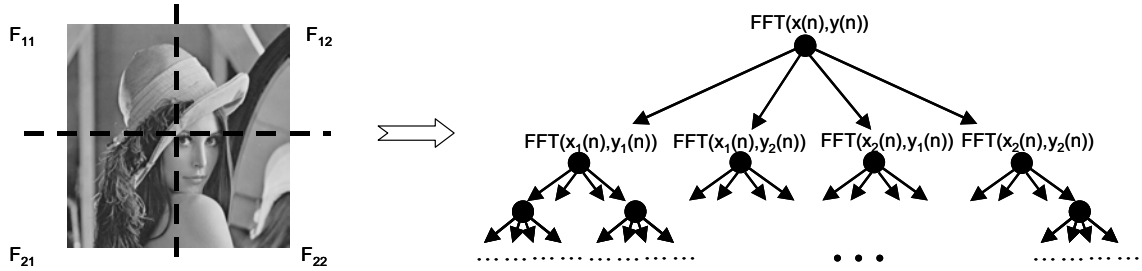 F11 F12
F21 F22
FFT(x(n),y(n))
FFT(x1(n),y1(n)) FFT(x1(n),y2(n)) FFT(x2(n),y1(n)) FFT(x2(n),y2(n))